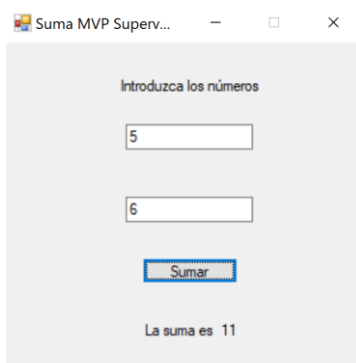 Suma MVP Superv...
Introduzca los números
5
6
Sumar
La suma es 11